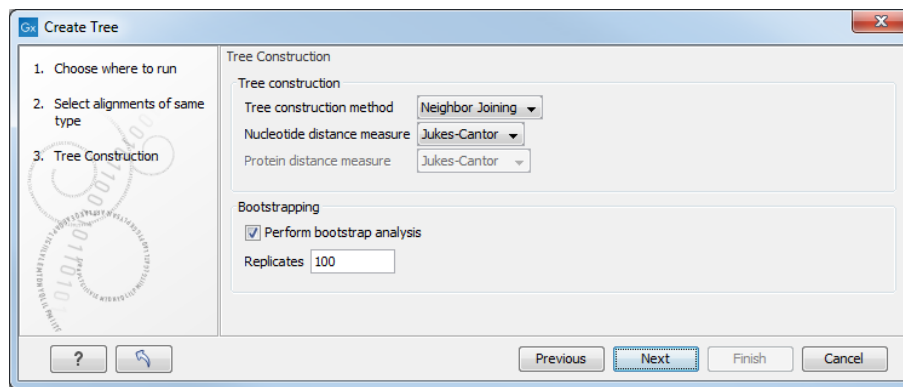 Gx Create Tree
1. Choose where to run
2. Select alignments of same
type
3. Tree Construction
Tree Construction
Tree construction
Tree construction method Neighbor Joining
Nucleotide distance measure Jukes-Cantor
Protein distance measure Jukes-Cantor
Bootstrapping
Perform bootstrap analysis
Replicates 100
? Previous Next Finish Cancel